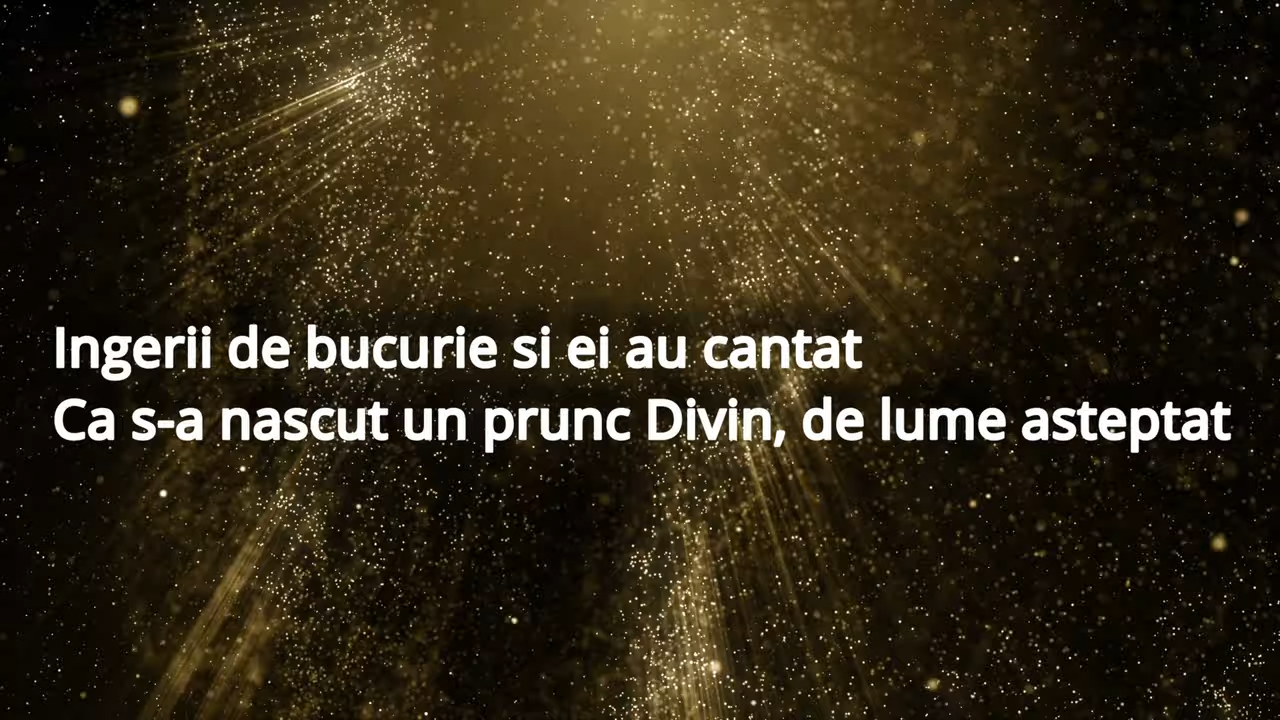 Ingerii de bucurie si ei au cantat
Ca s-a nascut un prunc Divin, de lume asteptat